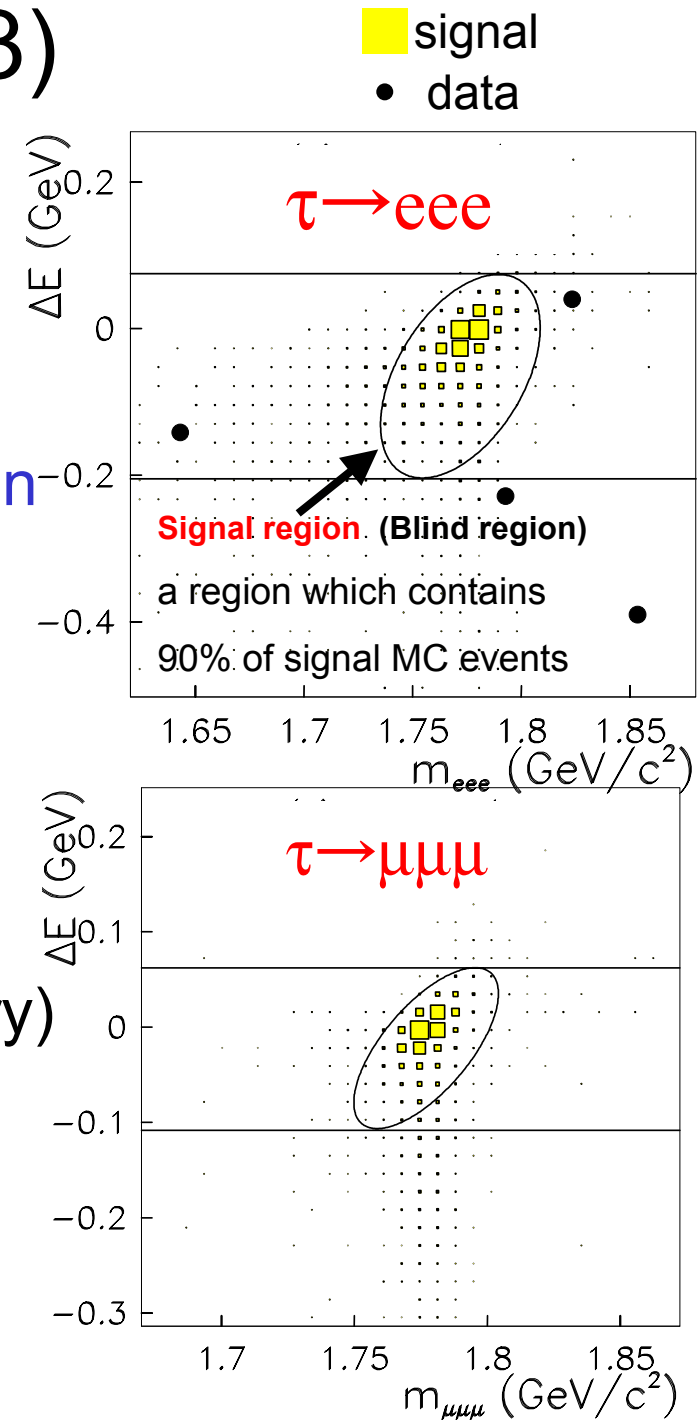 3)
signal
data
ΔE (GeV)
0.2
0
−0.2
−0.4
τ→eee
n
Signal region (Blind region)
a region which contains
90% of signal MC events
1.65 1.7 1.75 1.8 1.85
m_eee (GeV/c²)
ΔE (GeV)
0.2
0.1
0
−0.1
−0.2
−0.3
τ→μμμ
y)
1.7 1.75 1.8 1.85
m_μμμ (GeV/c²)